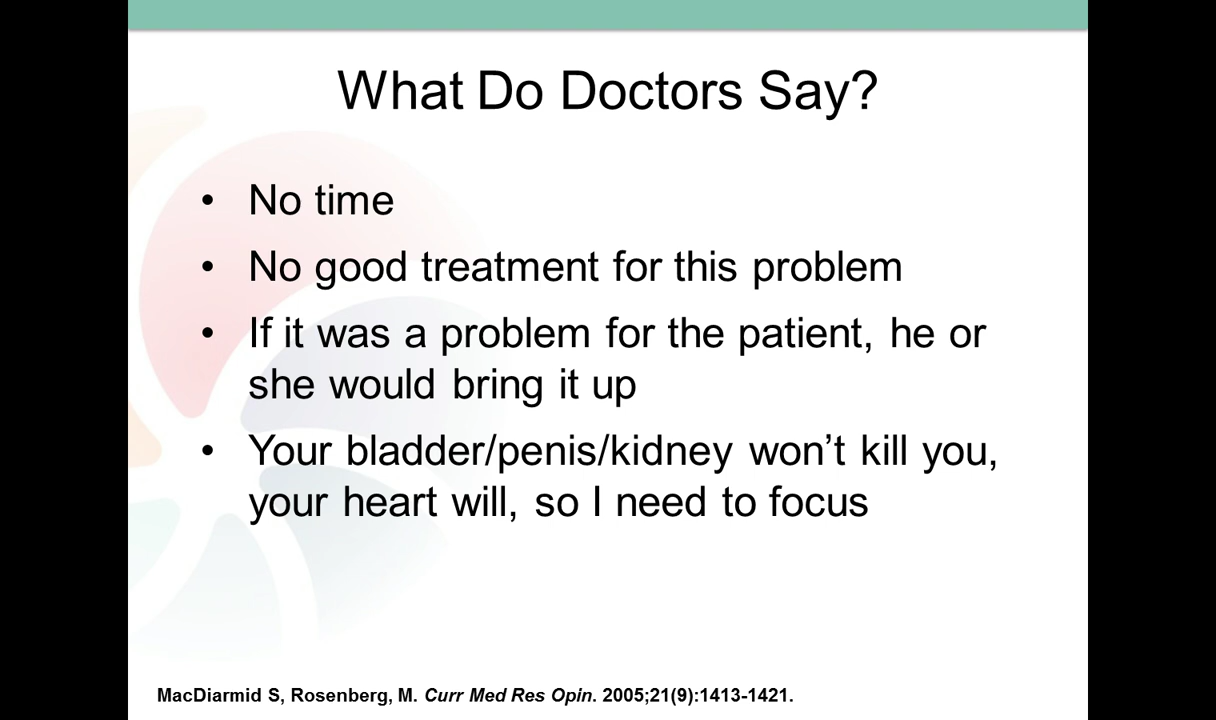 What Do Doctors Say?
• No time
• No good treatment for this problem
• If it was a problem for the patient, he or
she would bring it up
• Your bladder/penis/kidney won’t kill you,
your heart will, so I need to focus
MacDiarmid S, Rosenberg, M. Curr Med Res Opin. 2005;21(9):1413-1421.